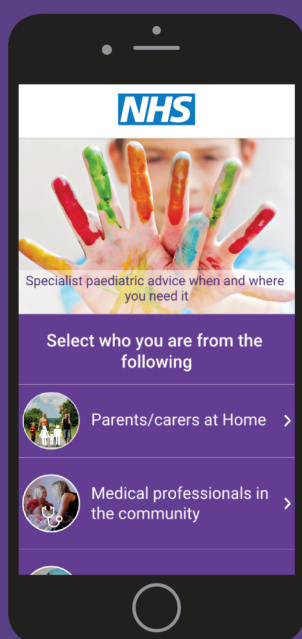 NHS
Specialist paediatric advice when and where
you need it
Select who you are from the
following
Parents/carers at Home
Medical professionals in
the community